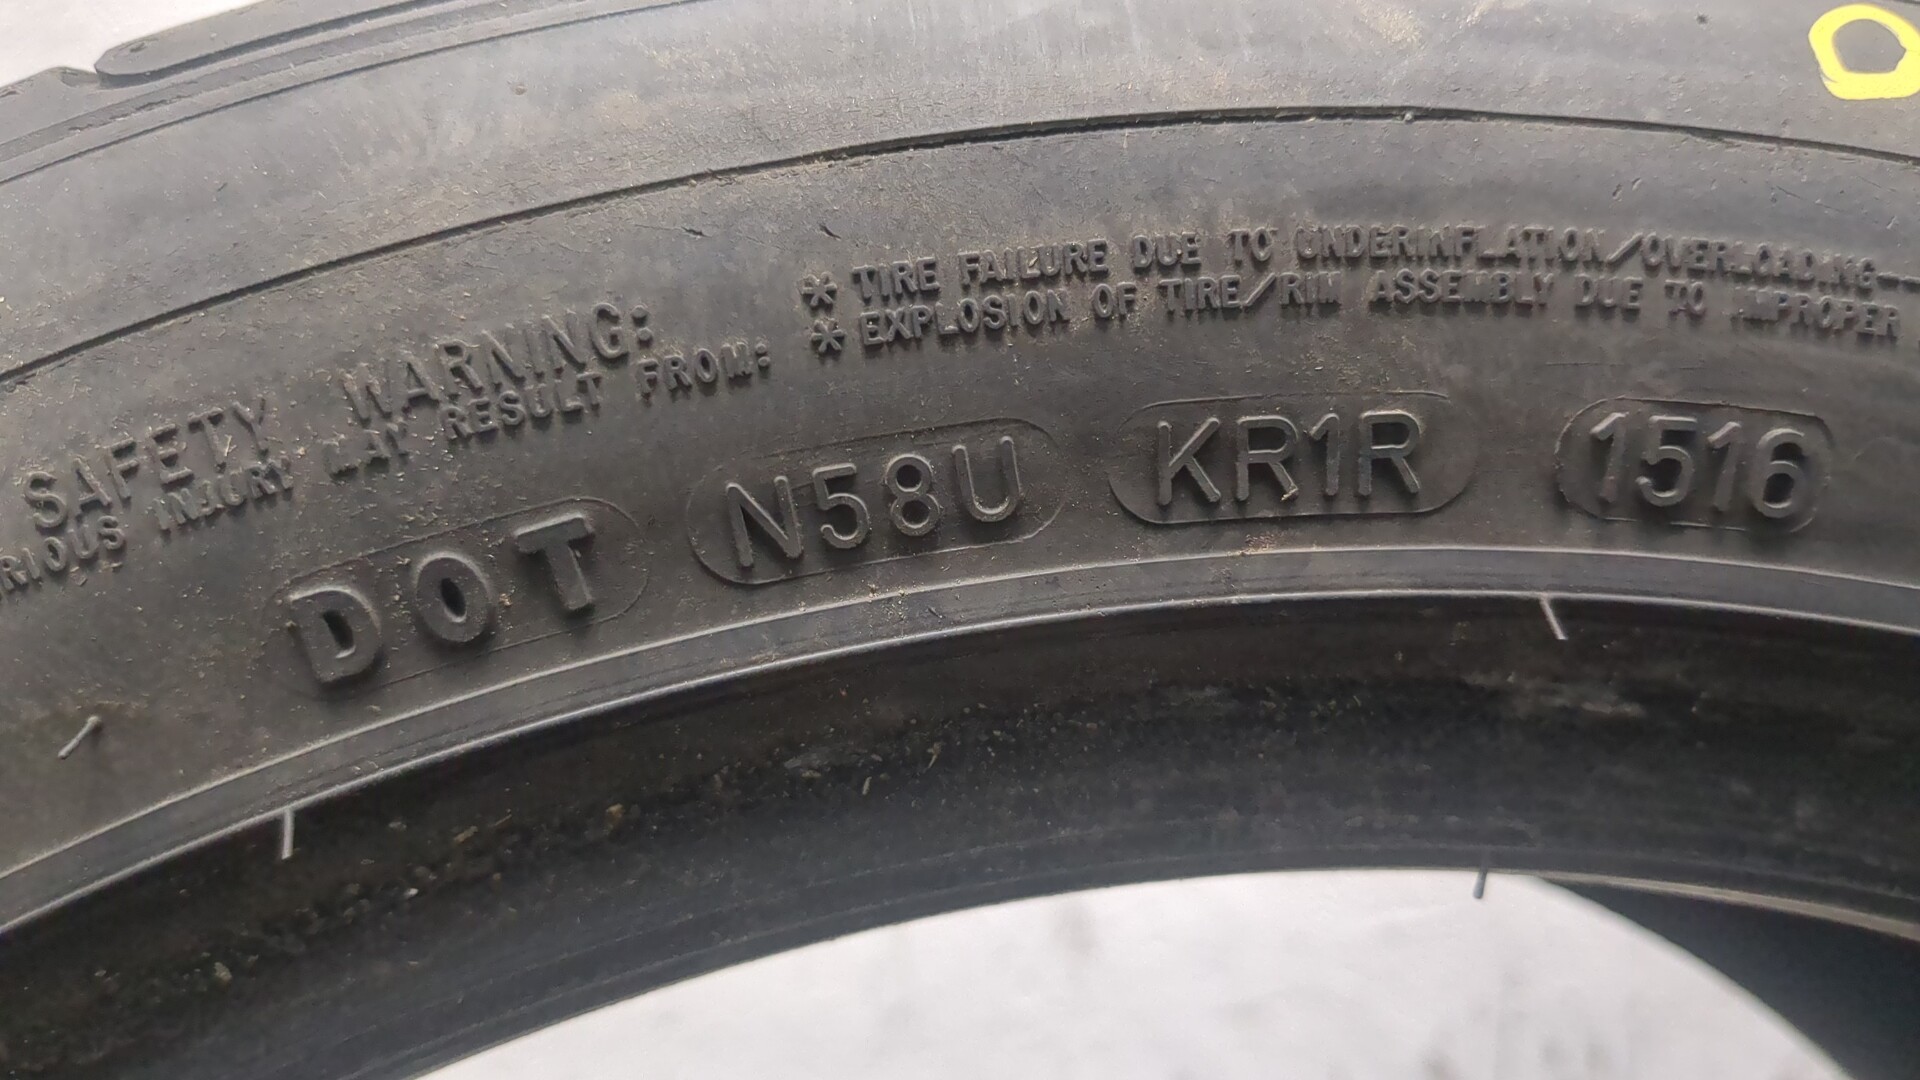 SAFETY WARNING:
RIOUS INJURY MAY RESULT FROM:
* TIRE FAILURE DUE TO UNDERINFLATION/OVERLOADING—
* EXPLOSION OF TIRE/RIM ASSEMBLY DUE TO IMPROPER
DOT N58U KR1R 1516